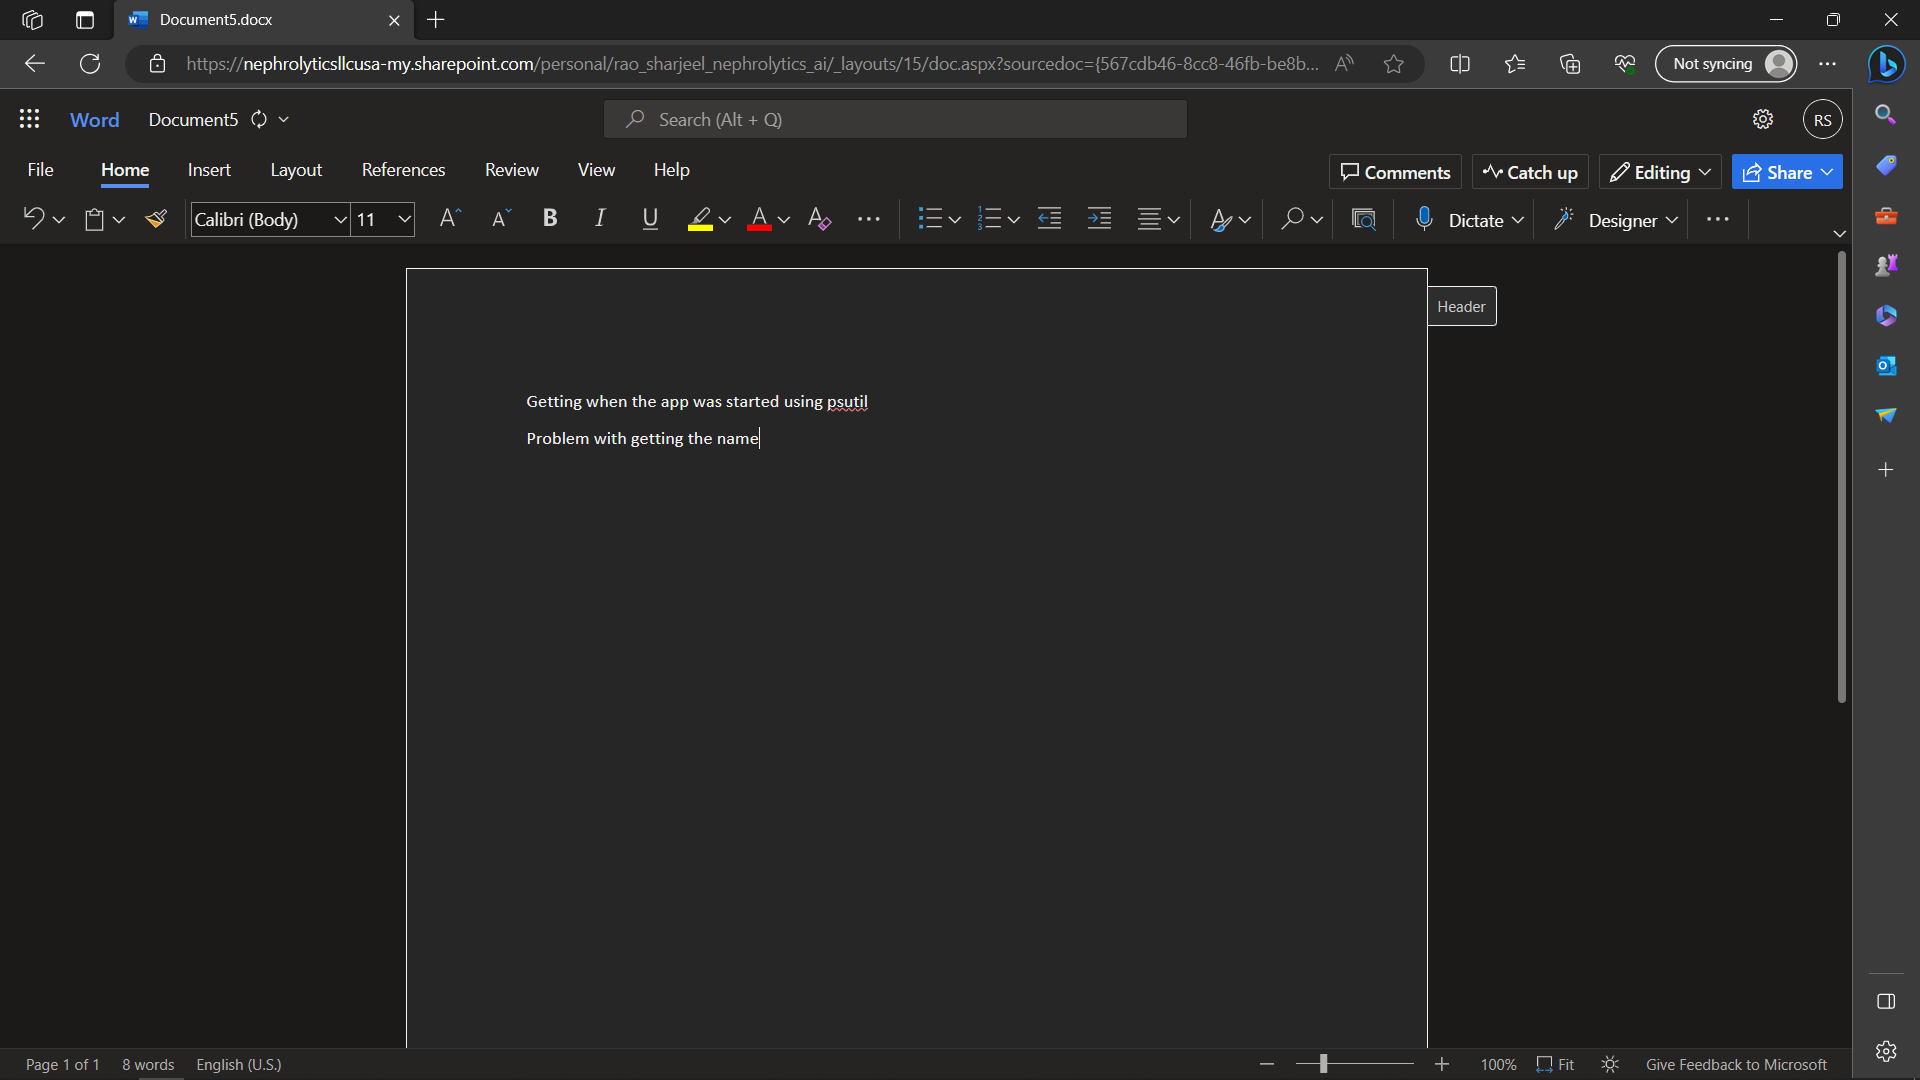 Document5.docx
https://nephrolyticsllcusa-my.sharepoint.com/personal/rao_sharjeel_nephrolytics_ai/_layouts/15/doc.aspx?sourcedoc={567cdb46-8cc8-46fb-be8b...
Not syncing
Word Document5 Search (Alt + Q) RS
File Home Insert Layout References Review View Help Comments Catch up Editing Share
Calibri (Body) 11 Dictate Designer
Header
Getting when the app was started using psutil
Problem with getting the name
Page 1 of 1 8 words English (U.S.) 100% Fit Give Feedback to Microsoft